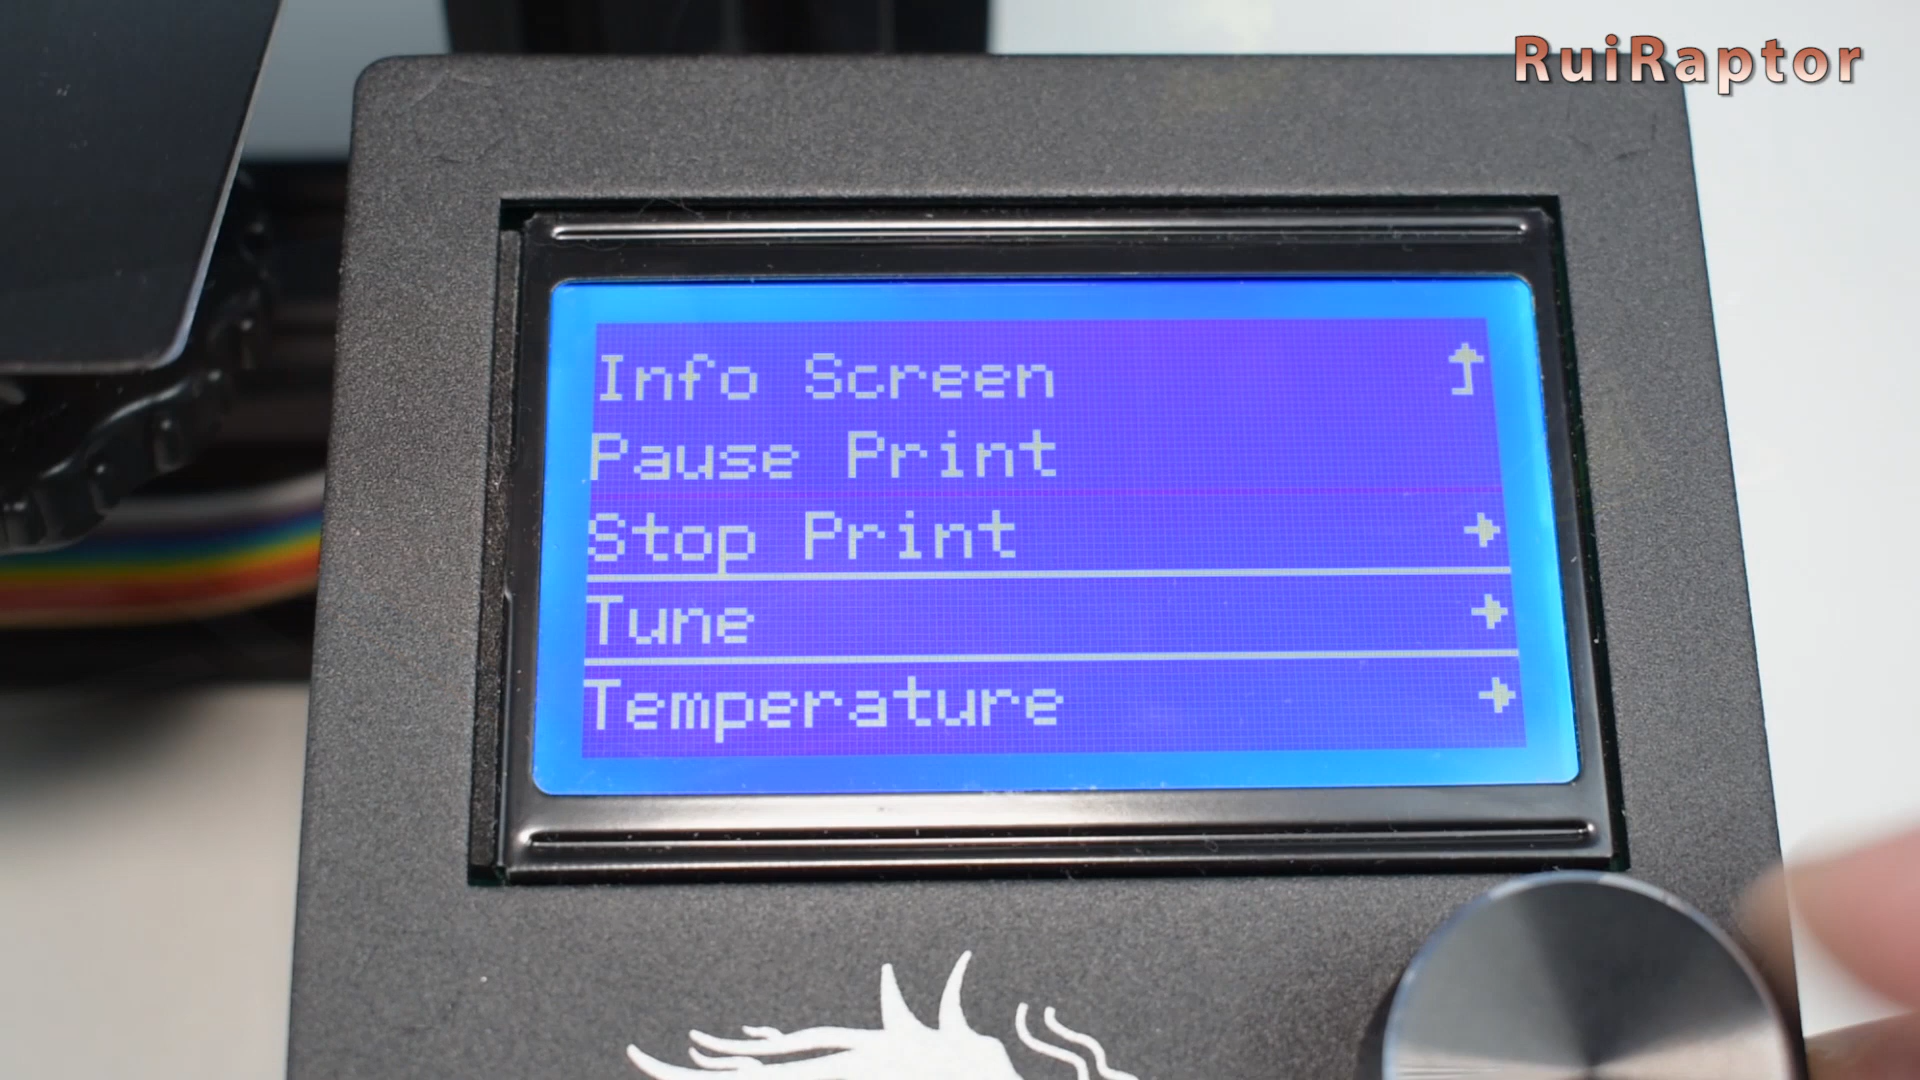 RuiRaptor
Info Screen
Pause Print
Stop Print
Tune
Temperature